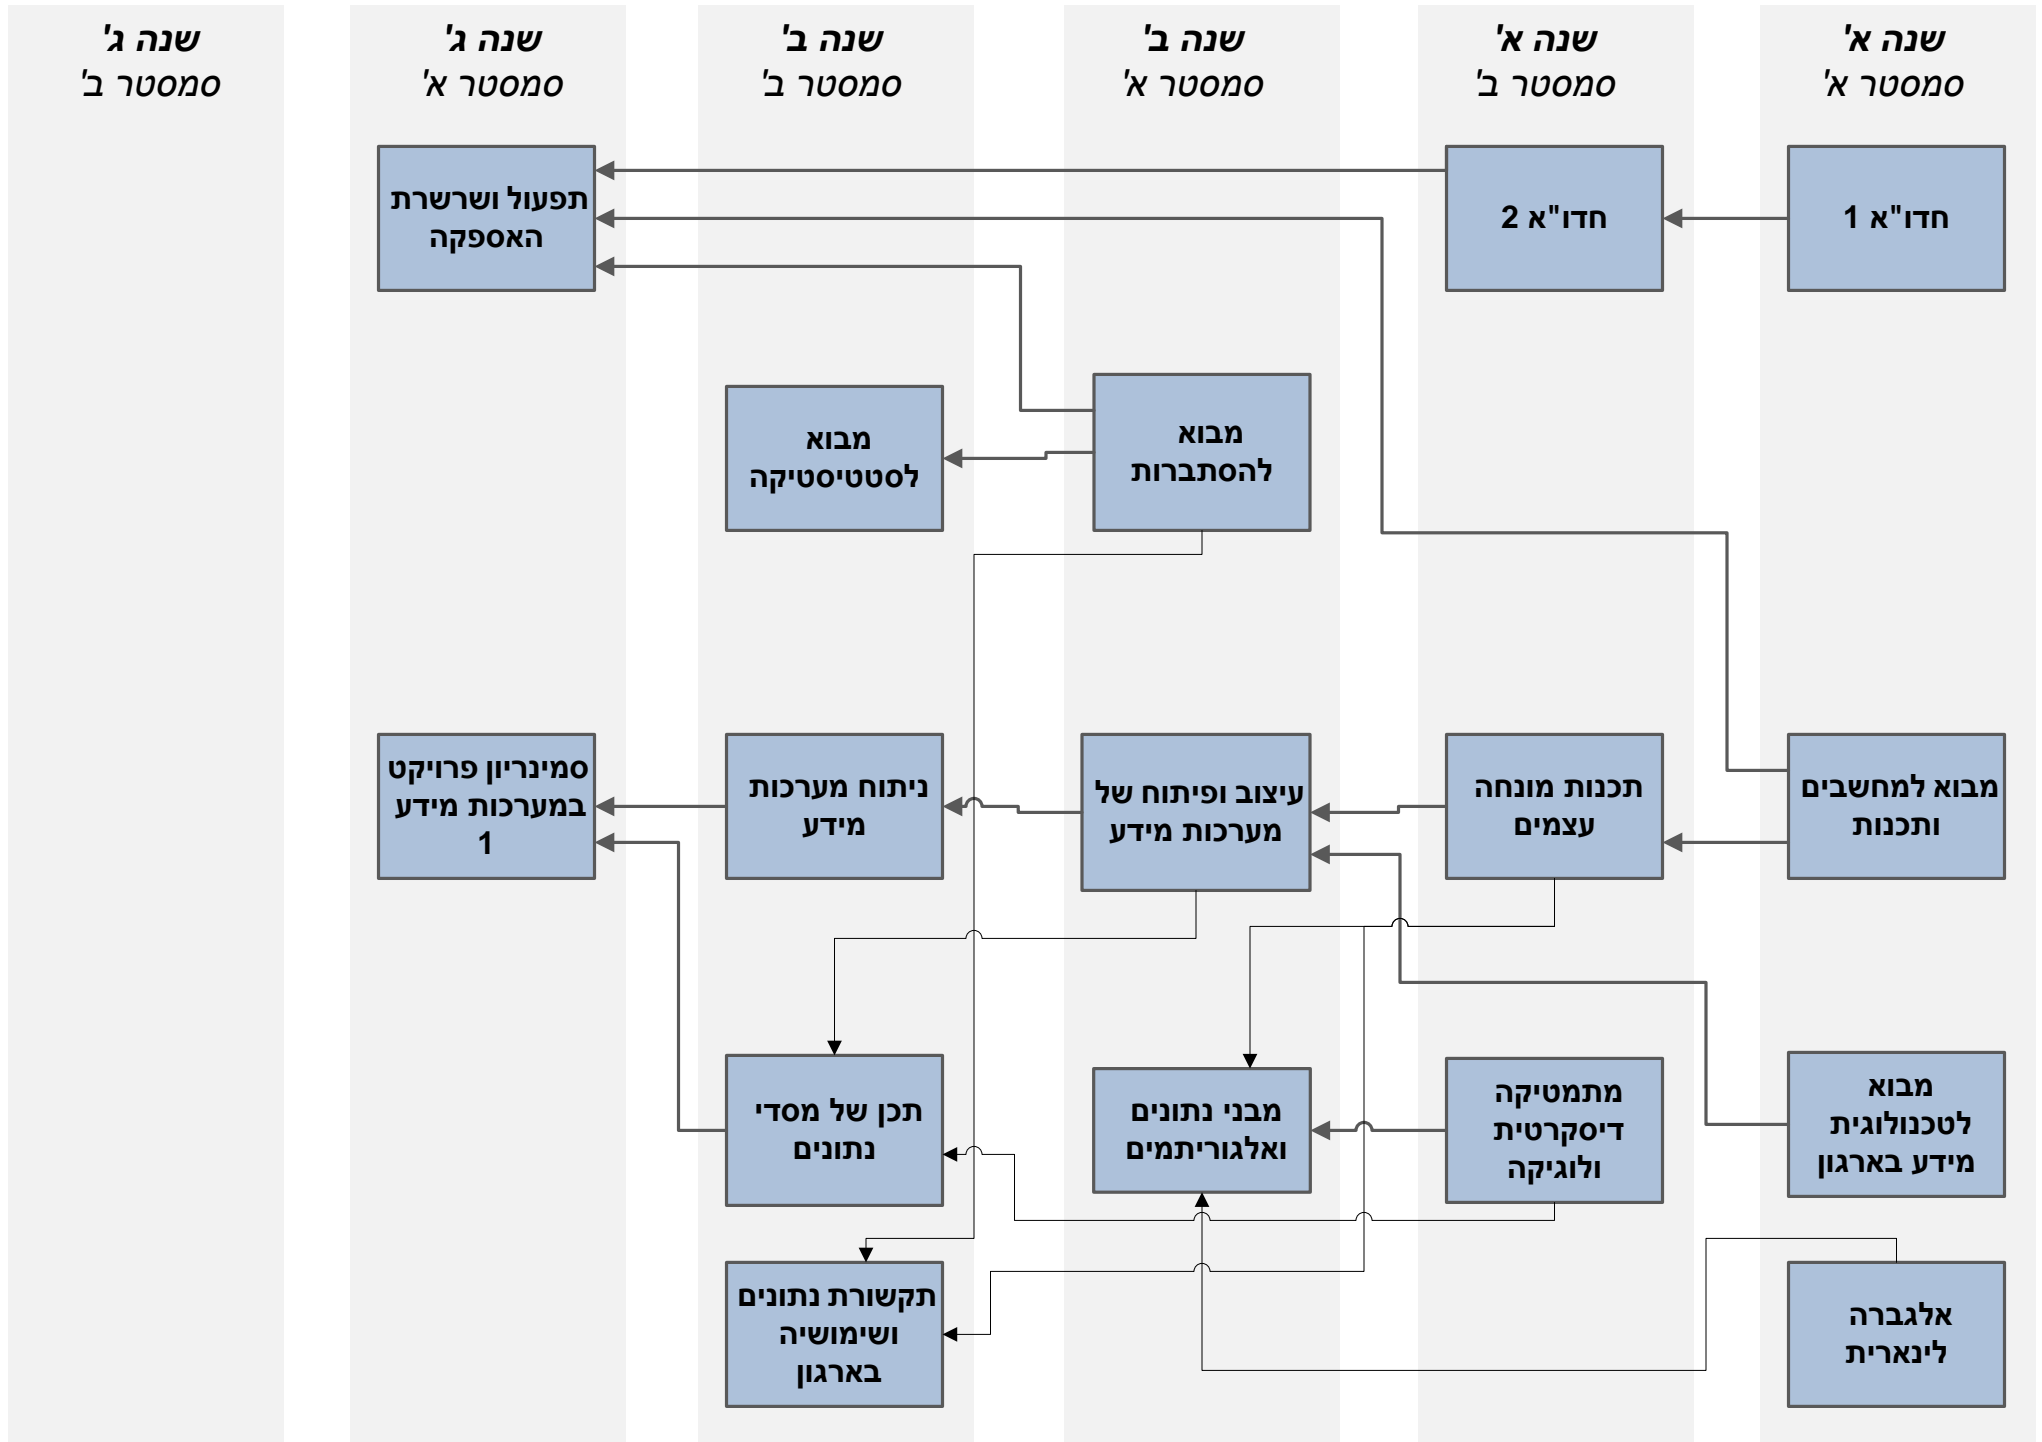 שנה א'
סמסטר א'
שנה א'
סמסטר ב'
שנה ב'
סמסטר א'
שנה ב'
סמסטר ב'
שנה ג'
סמסטר א'
שנה ג'
סמסטר ב'
חדו"א 1
חדו"א 2
תפעול ושרשרת
האספקה
מבוא
להסתברות
מבוא
לסטטיסטיקה
מבוא למחשבים
ותכנות
תכנות מונחה
עצמים
עיצוב ופיתוח של
מערכות מידע
ניתוח מערכות
מידע
סמינריון פרויקט
במערכות מידע
1
מבוא
לטכנולוגית
מידע בארגון
מתמטיקה
דיסקרטית
ולוגיקה
מבני נתונים
ואלגוריתמים
תכן של מסדי
נתונים
אלגברה
לינארית
תקשורת נתונים
ושימושיה
בארגון